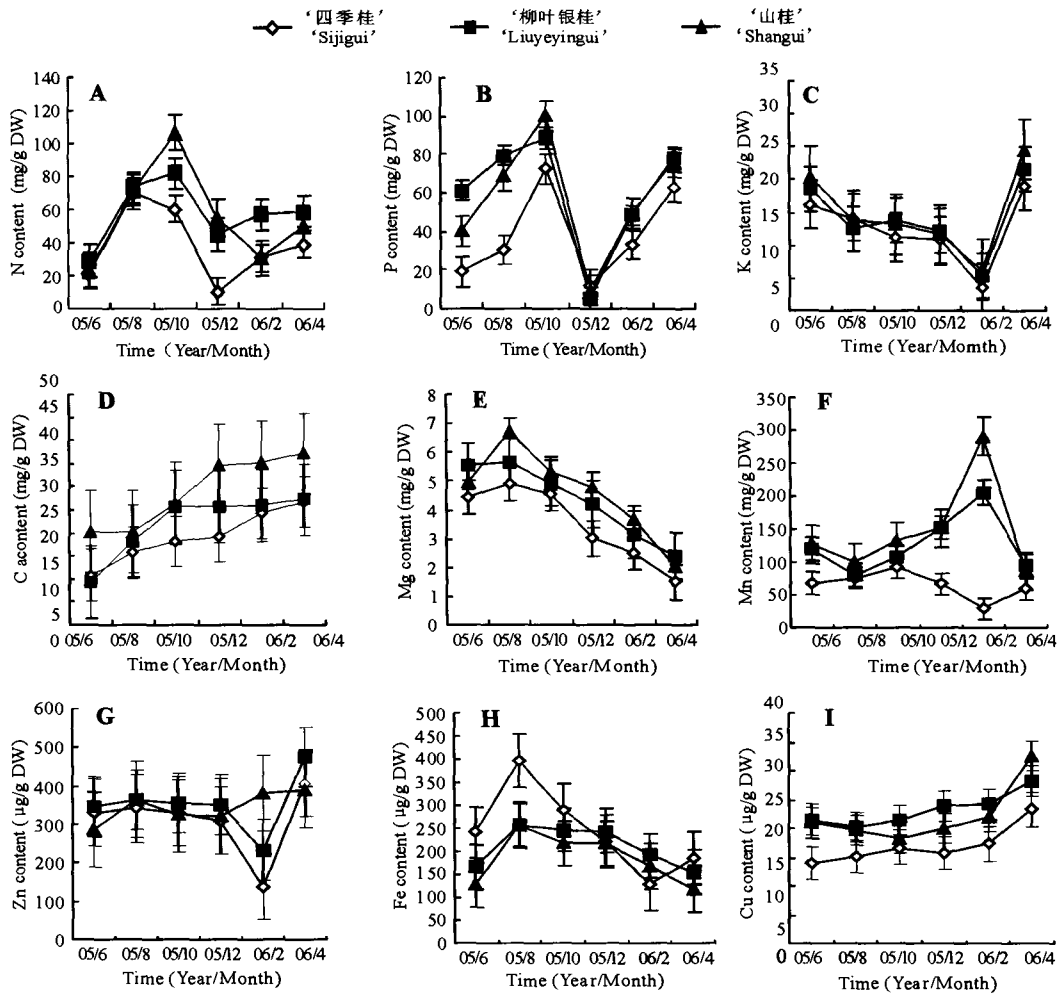 ‘四季桂’ ‘柳叶银桂’ ‘山桂’
‘Sijigui’ ‘Liuyeyingui’ ‘Shangui’
A
N content (mg/g DW)
140
120
100
80
60
40
20
0
05/6 05/8 05/10 05/12 06/2 06/4
Time (Year/Month)
B
P content (mg/g DW)
120
100
80
60
40
20
0
05/6 05/8 05/10 05/12 06/2 06/4
Time (Year/Month)
C
K content (mg/g DW)
35
30
25
20
15
10
5
0
05/6 05/8 05/10 05/12 06/2 06/4
Time (Year/Month)
D
C acontent (mg/g DW)
50
45
40
35
30
25
20
15
10
5
0
05/6 05/8 05/10 05/12 06/2 06/4
Time (Year/Month)
E
Mg content (mg/g DW)
8
7
6
5
4
3
2
1
0
05/6 05/8 05/10 05/12 06/2 06/4
Time (Year/Month)
F
Mn content (mg/g DW)
350
300
250
200
150
100
50
0
05/6 05/8 05/10 05/12 06/2 06/4
Time (Year/Month)
G
Zn content (μg/g DW)
600
500
400
300
200
100
0
05/6 05/8 05/10 05/12 06/2 06/4
Time (Year/Month)
H
Fe content (μg/g DW)
500
450
400
350
300
250
200
150
100
50
0
05/6 05/8 05/10 05/12 06/2 06/4
Time (Year/Month)
I
Cu content (μg/g DW)
40
35
30
25
20
15
10
5
0
05/6 05/8 05/10 05/12 06/2 06/4
Time (Year/Month)